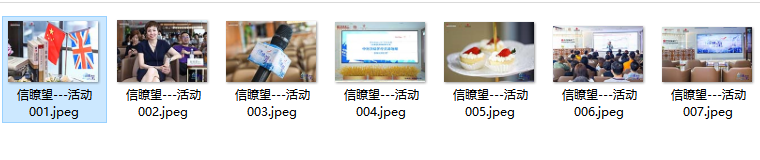 信瞭望---活动
001.jpeg
信瞭望---活动
002.jpeg
信瞭望---活动
003.jpeg
信瞭望---活动
004.jpeg
信瞭望---活动
005.jpeg
信瞭望---活动
006.jpeg
信瞭望---活动
007.jpeg